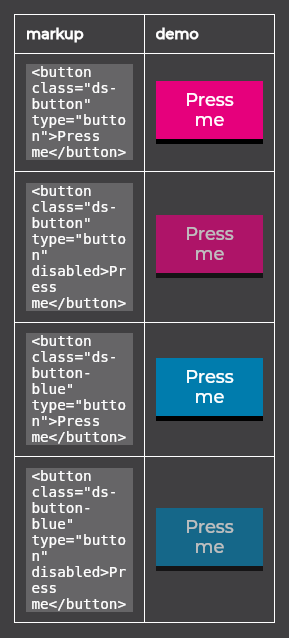 markup demo
<button
class="ds-
button"
type="butto
n">Press
me</button>
Press
me
<button
class="ds-
button"
type="butto
n"
disabled>Pr
ess
me</button>
Press
me
<button
class="ds-
button-
blue"
type="butto
n">Press
me</button>
Press
me
<button
class="ds-
button-
blue"
type="butto
n"
disabled>Pr
ess
me</button>
Press
me